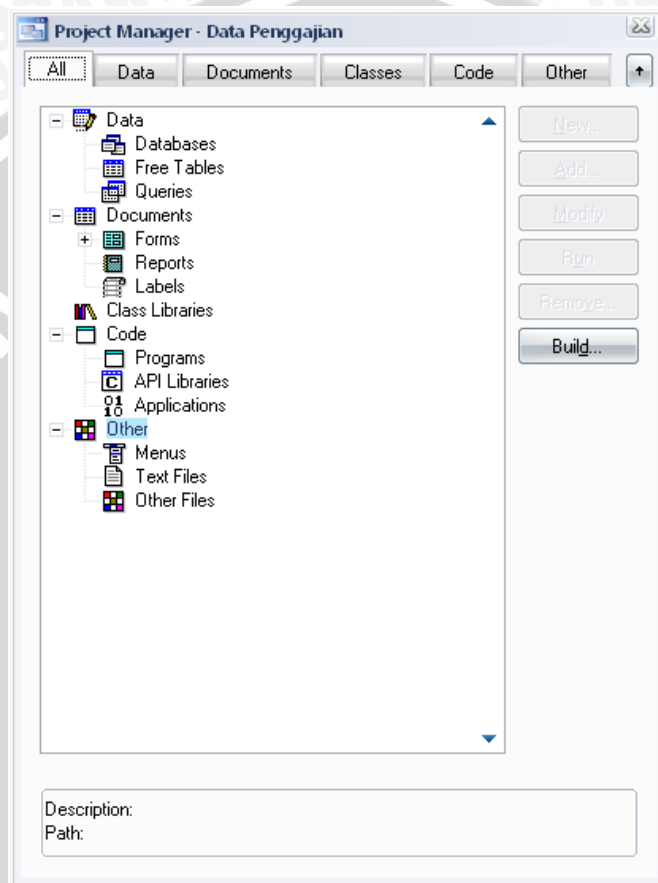 Project Manager - Data Penggajian
All Data Documents Classes Code Other
Data
Databases
Free Tables
Queries
Documents
Forms
Reports
Labels
Class Libraries
Code
Programs
API Libraries
Applications
Other
Menus
Text Files
Other Files
New...
Add...
Modify
Run
Remove...
Build...
Description:
Path: